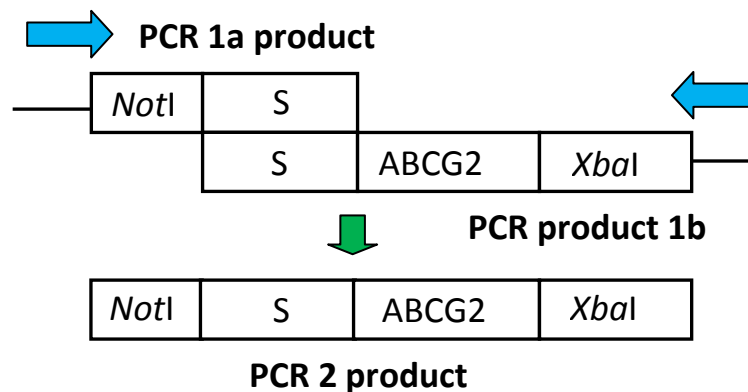 PCR 1a product
NotI S
S ABCG2 XbaI
PCR product 1b
NotI S ABCG2 XbaI
PCR 2 product